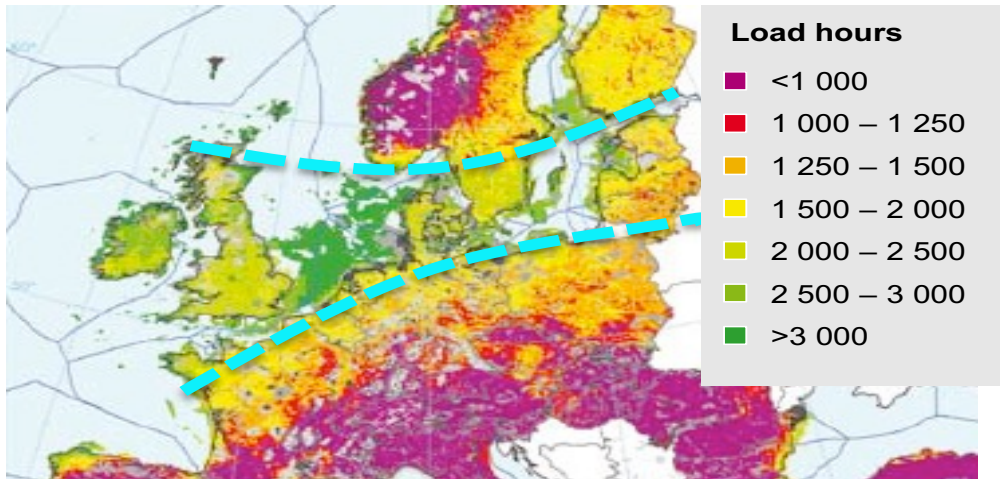 Load hours
<1 000
1 000 – 1 250
1 250 – 1 500
1 500 – 2 000
2 000 – 2 500
2 500 – 3 000
>3 000